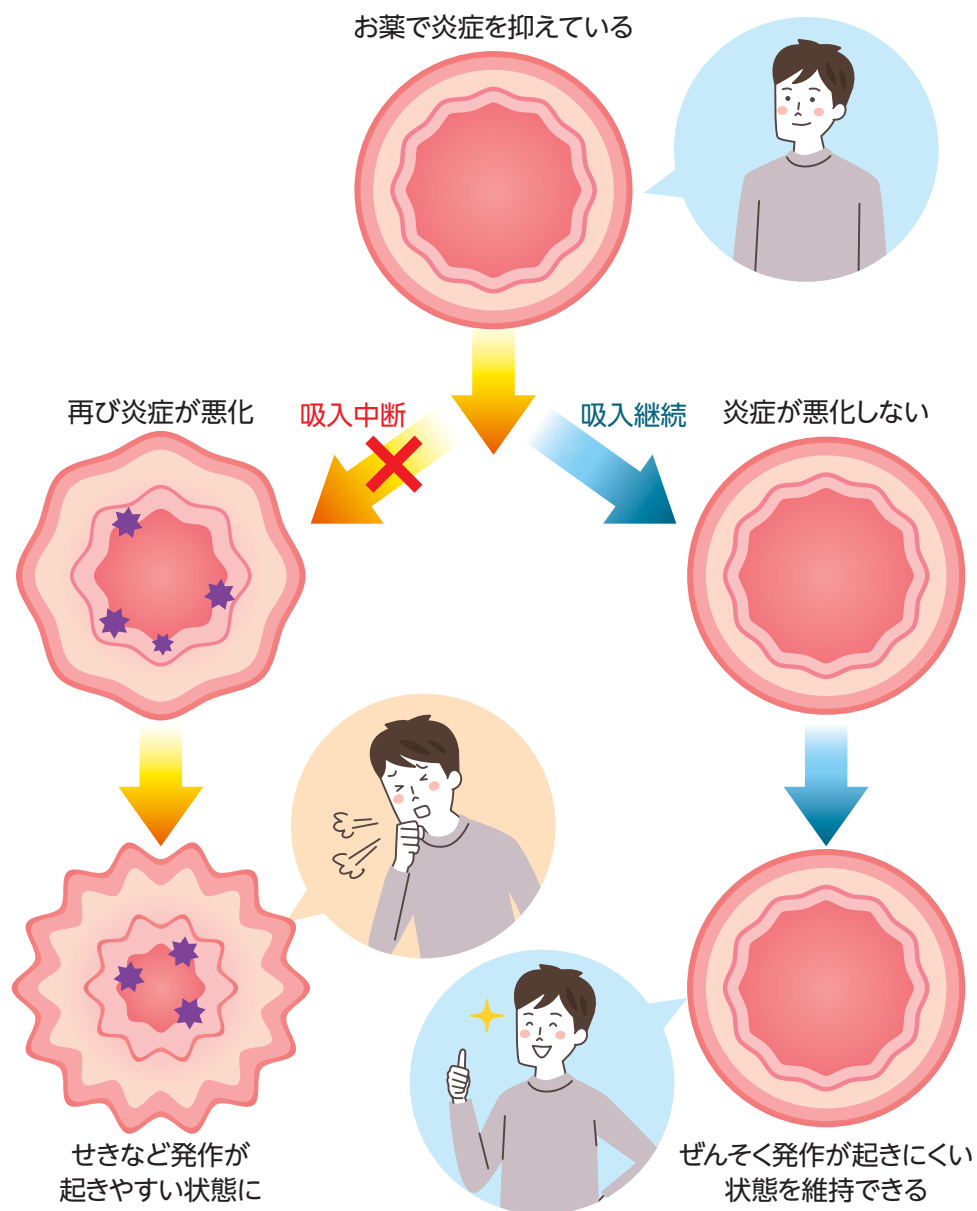 お薬で炎症を抑えている
再び炎症が悪化
吸入中断
吸入継続
炎症が悪化しない
せきなど発作が
起きやすい状態に
ぜんそく発作が起きにくい
状態を維持できる